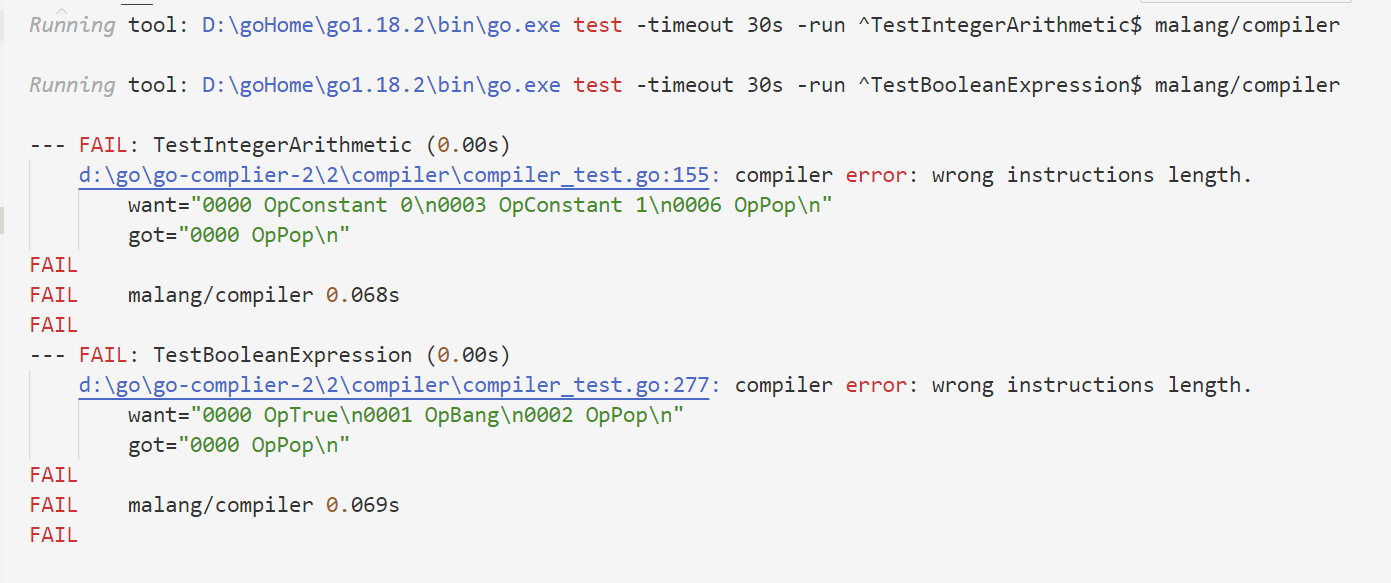 Running tool: D:\goHome\go1.18.2\bin\go.exe test -timeout 30s -run ^TestIntegerArithmetic$ malang/compiler
Running tool: D:\goHome\go1.18.2\bin\go.exe test -timeout 30s -run ^TestBooleanExpression$ malang/compiler
--- FAIL: TestIntegerArithmetic (0.00s)
d:\go\go-complier-2\2\compiler\compiler_test.go:155: compiler error: wrong instructions length.
want="0000 OpConstant 0\n0003 OpConstant 1\n0006 OpPop\n"
got="0000 OpPop\n"
FAIL
FAIL malang/compiler 0.068s
FAIL
--- FAIL: TestBooleanExpression (0.00s)
d:\go\go-complier-2\2\compiler\compiler_test.go:277: compiler error: wrong instructions length.
want="0000 OpTrue\n0001 OpBang\n0002 OpPop\n"
got="0000 OpPop\n"
FAIL
FAIL malang/compiler 0.069s
FAIL